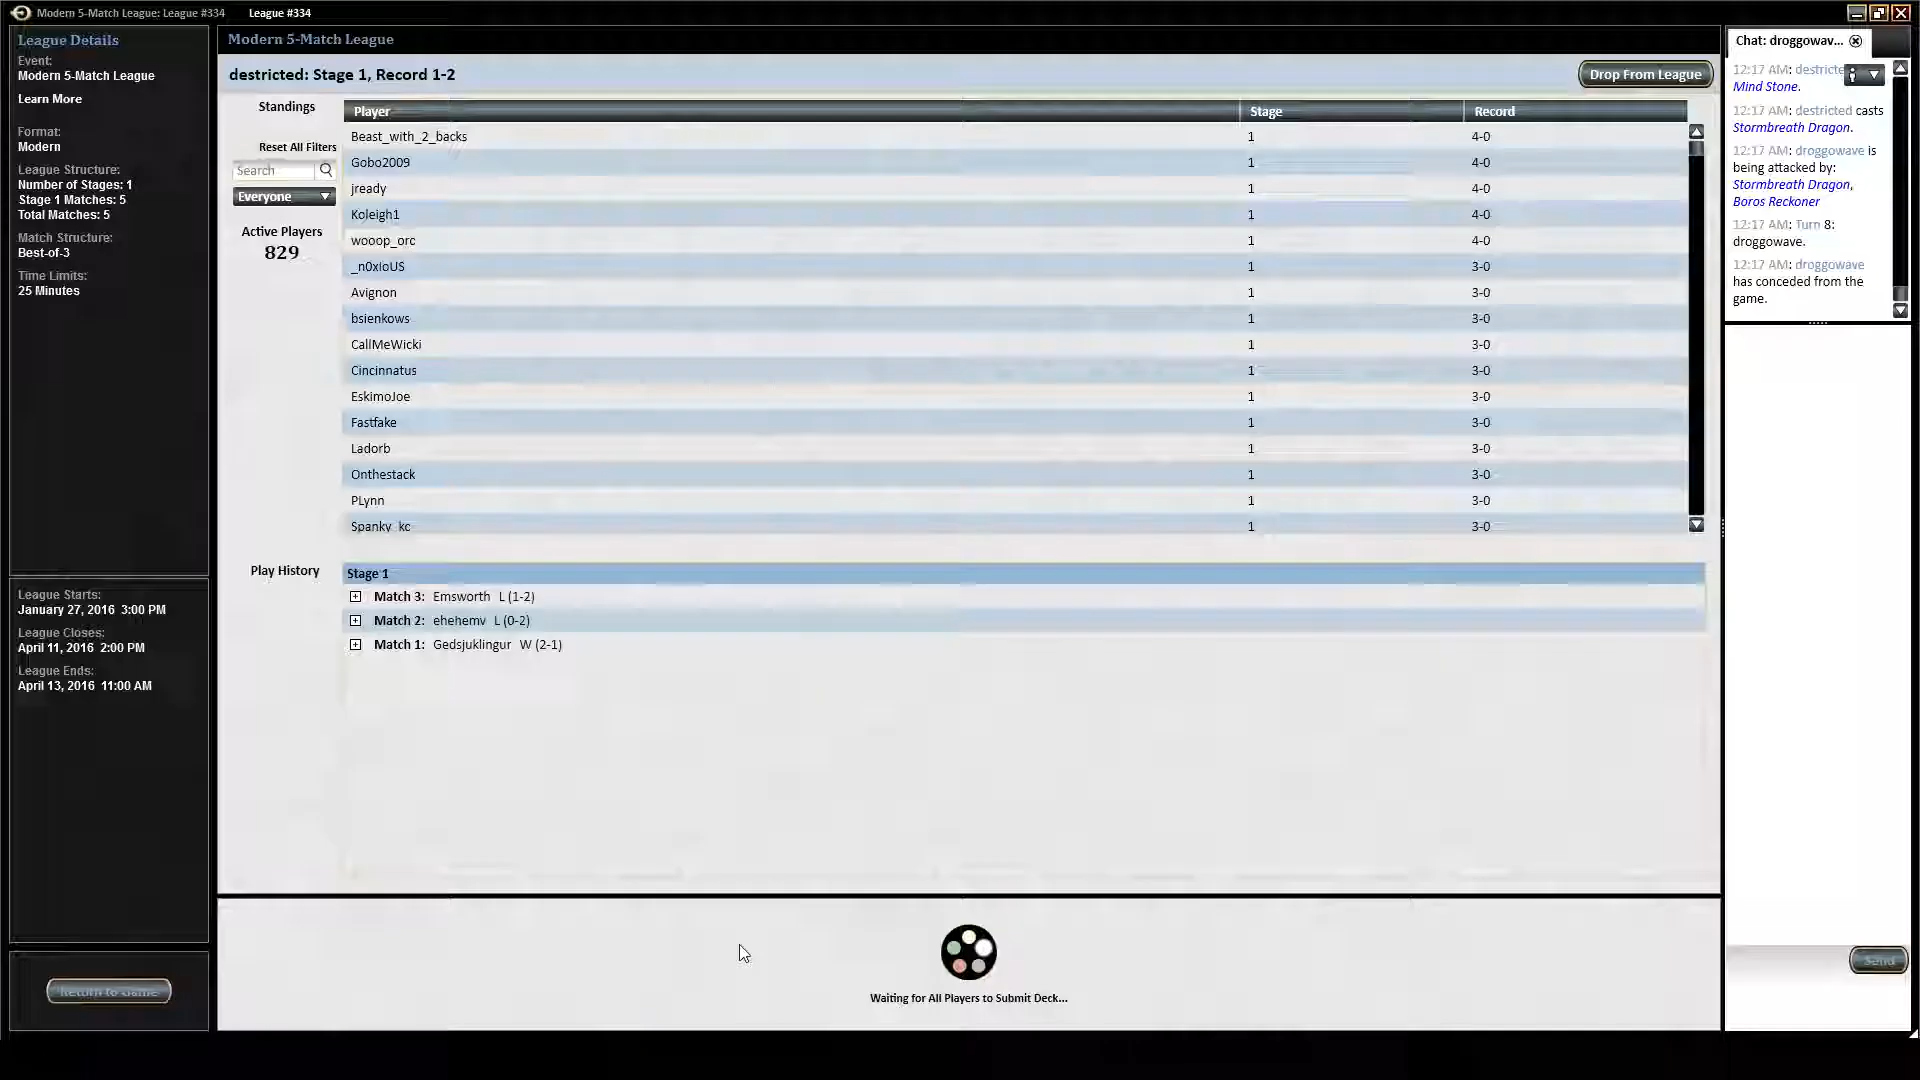 Modern 5-Match League: League #334 League #334
League Details
Event:
Modern 5-Match League
Learn More
Format:
Modern
League Structure:
Number of Stages: 1
Stage 1 Matches: 5
Total Matches: 5
Match Structure:
Best-of-3
Time Limits:
25 Minutes
League Starts:
January 27, 2016 3:00 PM
League Closes:
April 11, 2016 2:00 PM
League Ends:
April 13, 2016 11:00 AM
Return to Game
Modern 5-Match League
destricted: Stage 1, Record 1-2
Drop From League
Standings
Reset All Filters
Search
Everyone
Active Players
829
Player Stage Record
Beast_with_2_backs 1 4-0
Gobo2009 1 4-0
jready 1 4-0
Koleigh1 1 4-0
wooop_orc 1 4-0
_n0xioUS 1 3-0
Avignon 1 3-0
bsienkows 1 3-0
CallMeWicki 1 3-0
Cincinnatus 1 3-0
EskimoJoe 1 3-0
Fastfake 1 3-0
Ladorb 1 3-0
Onthestack 1 3-0
PLynn 1 3-0
Spanky_kc 1 3-0
Play History
Stage 1
Match 3: Emsworth L (1-2)
Match 2: ehehemv L (0-2)
Match 1: Gedsjuklingur W (2-1)
Waiting for All Players to Submit Deck...
Chat: droggowav...
12:17 AM: destricte
Mind Stone.
12:17 AM: destricted casts
Stormbreath Dragon.
12:17 AM: droggowave is
being attacked by:
Stormbreath Dragon,
Boros Reckoner
12:17 AM: Turn 8:
droggowave.
12:17 AM: droggowave
has conceded from the
game.
Send